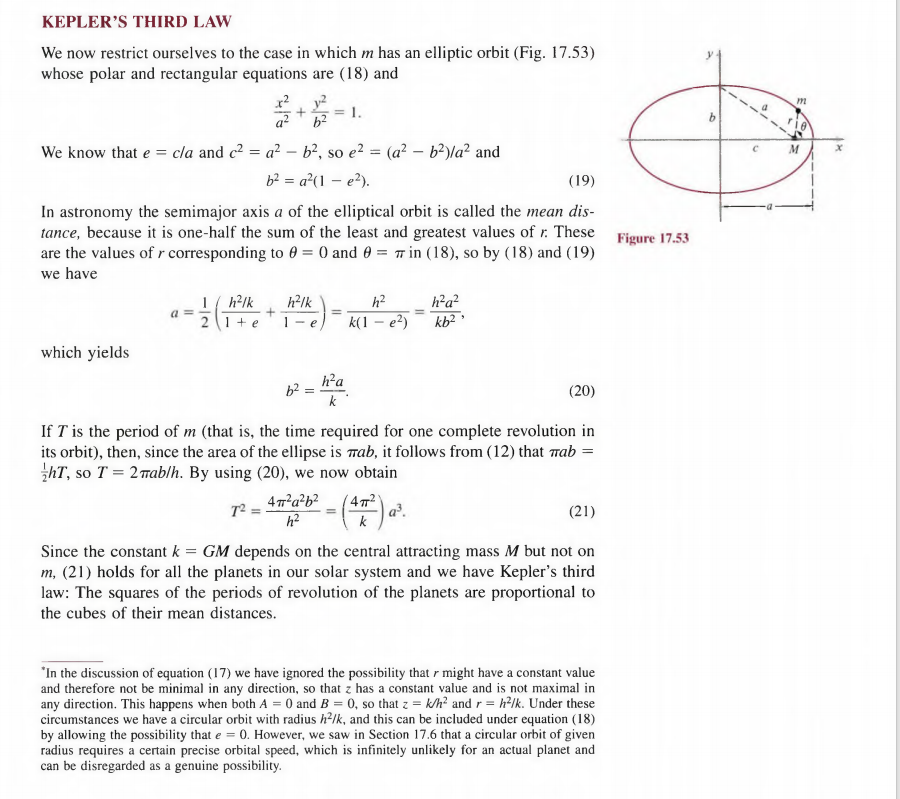 KEPLER'S THIRD LAW
We now restrict ourselves to the case in which m has an elliptic orbit (Fig. 17.53)
whose polar and rectangular equations are (18) and
x²/a² + y²/b² = 1.
We know that e = c/a and c² = a² − b², so e² = (a² − b²)/a² and
b² = a²(1 − e²). (19)
In astronomy the semimajor axis a of the elliptical orbit is called the mean dis-
tance, because it is one-half the sum of the least and greatest values of r. These
are the values of r corresponding to θ = 0 and θ = π in (18), so by (18) and (19)
we have
a = 1/2 ( h²/k / (1 + e) + h²/k / (1 − e) ) = h² / k(1 − e²) = h²a² / kb² ,
which yields
b² = h²a / k . (20)
If T is the period of m (that is, the time required for one complete revolution in
its orbit), then, since the area of the ellipse is πab, it follows from (12) that πab =
½hT, so T = 2πab/h. By using (20), we now obtain
T² = 4π²a²b² / h² = ( 4π² / k ) a³. (21)
Since the constant k = GM depends on the central attracting mass M but not on
m, (21) holds for all the planets in our solar system and we have Kepler's third
law: The squares of the periods of revolution of the planets are proportional to
the cubes of their mean distances.
*In the discussion of equation (17) we have ignored the possibility that r might have a constant value
and therefore not be minimal in any direction, so that z has a constant value and is not maximal in
any direction. This happens when both A = 0 and B = 0, so that z = k/h² and r = h²/k. Under these
circumstances we have a circular orbit with radius h²/k, and this can be included under equation (18)
by allowing the possibility that e = 0. However, we saw in Section 17.6 that a circular orbit of given
radius requires a certain precise orbital speed, which is infinitely unlikely for an actual planet and
can be disregarded as a genuine possibility.
y
m
a
b
r
θ
c
M
x
a
Figure 17.53